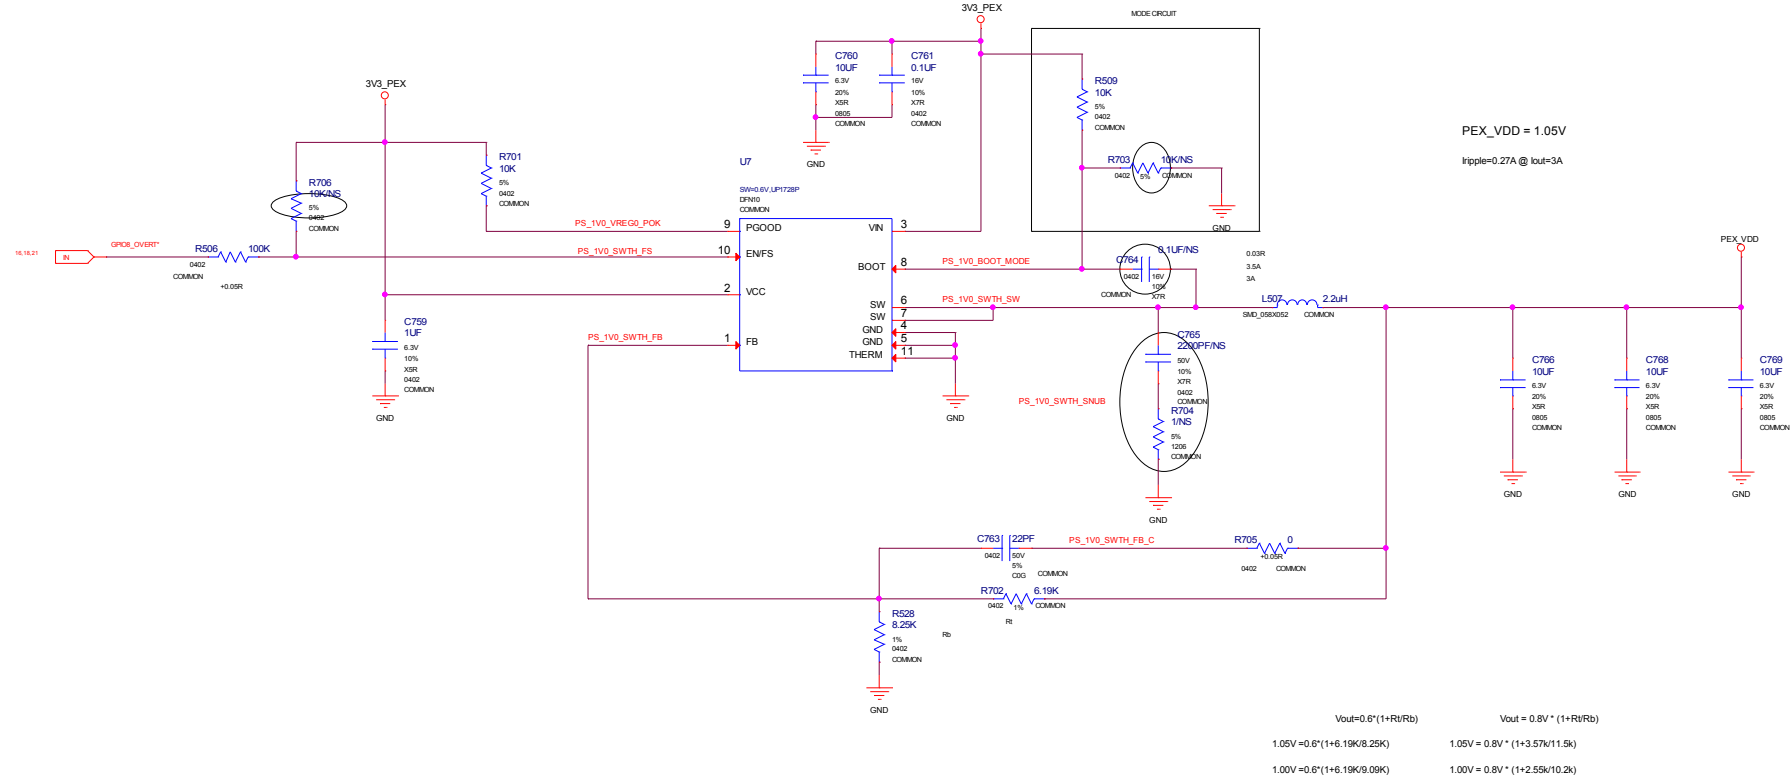 3V3_PEX
MODE CIRCUIT
C760
10UF
6.3V
20%
X5R
0805
COMMON
C761
0.1UF
16V
10%
X7R
0402
COMMON
GND
R509
10K
5%
0402
COMMON
R703
10K/NS
0402
5%
COMMON
GND
PEX_VDD = 1.05V
Iripple=0.27A @ Iout=3A
3V3_PEX
R706
10K/NS
5%
0402
COMMON
R701
10K
5%
0402
COMMON
U7
SW=0.6V,UP1728P
DFN10
COMMON
PS_1V0_VREG0_POK
9
PGOOD
VIN
3
16,18,21
IN
GPIO8_OVERT*
R506
100K
0402
COMMON
+0.05R
PS_1V0_SWTH_FS
10
EN/FS
BOOT
8
PS_1V0_BOOT_MODE
C764
0.1UF/NS
0402
16V
10%
X7R
COMMON
0.03R
3.5A
3A
PEX_VDD
2
VCC
SW
6
PS_1V0_SWTH_SW
SW
7
GND
4
GND
5
THERM
11
L507
2.2uH
SMD_058X052
COMMON
C759
1UF
6.3V
10%
X5R
0402
COMMON
GND
PS_1V0_SWTH_FB
1
FB
GND
C765
2200PF/NS
50V
10%
X7R
0402
COMMON
PS_1V0_SWTH_SNUB
R704
1/NS
5%
1206
COMMON
GND
C766
10UF
6.3V
20%
X5R
0805
COMMON
GND
C768
10UF
6.3V
20%
X5R
0805
COMMON
GND
C769
10UF
6.3V
20%
X5R
0805
COMMON
GND
C763
22PF
0402
50V
5%
C0G
COMMON
PS_1V0_SWTH_FB_C
R705
0
+0.05R
0402
COMMON
R702
6.19K
0402
1%
COMMON
Rt
R528
8.25K
1%
0402
COMMON
Rb
GND
Vout=0.6*(1+Rt/Rb)
Vout = 0.8V * (1+Rt/Rb)
1.05V =0.6*(1+6.19K/8.25K)
1.05V = 0.8V * (1+3.57k/11.5k)
1.00V =0.6*(1+6.19K/9.09K)
1.00V = 0.8V * (1+2.55k/10.2k)